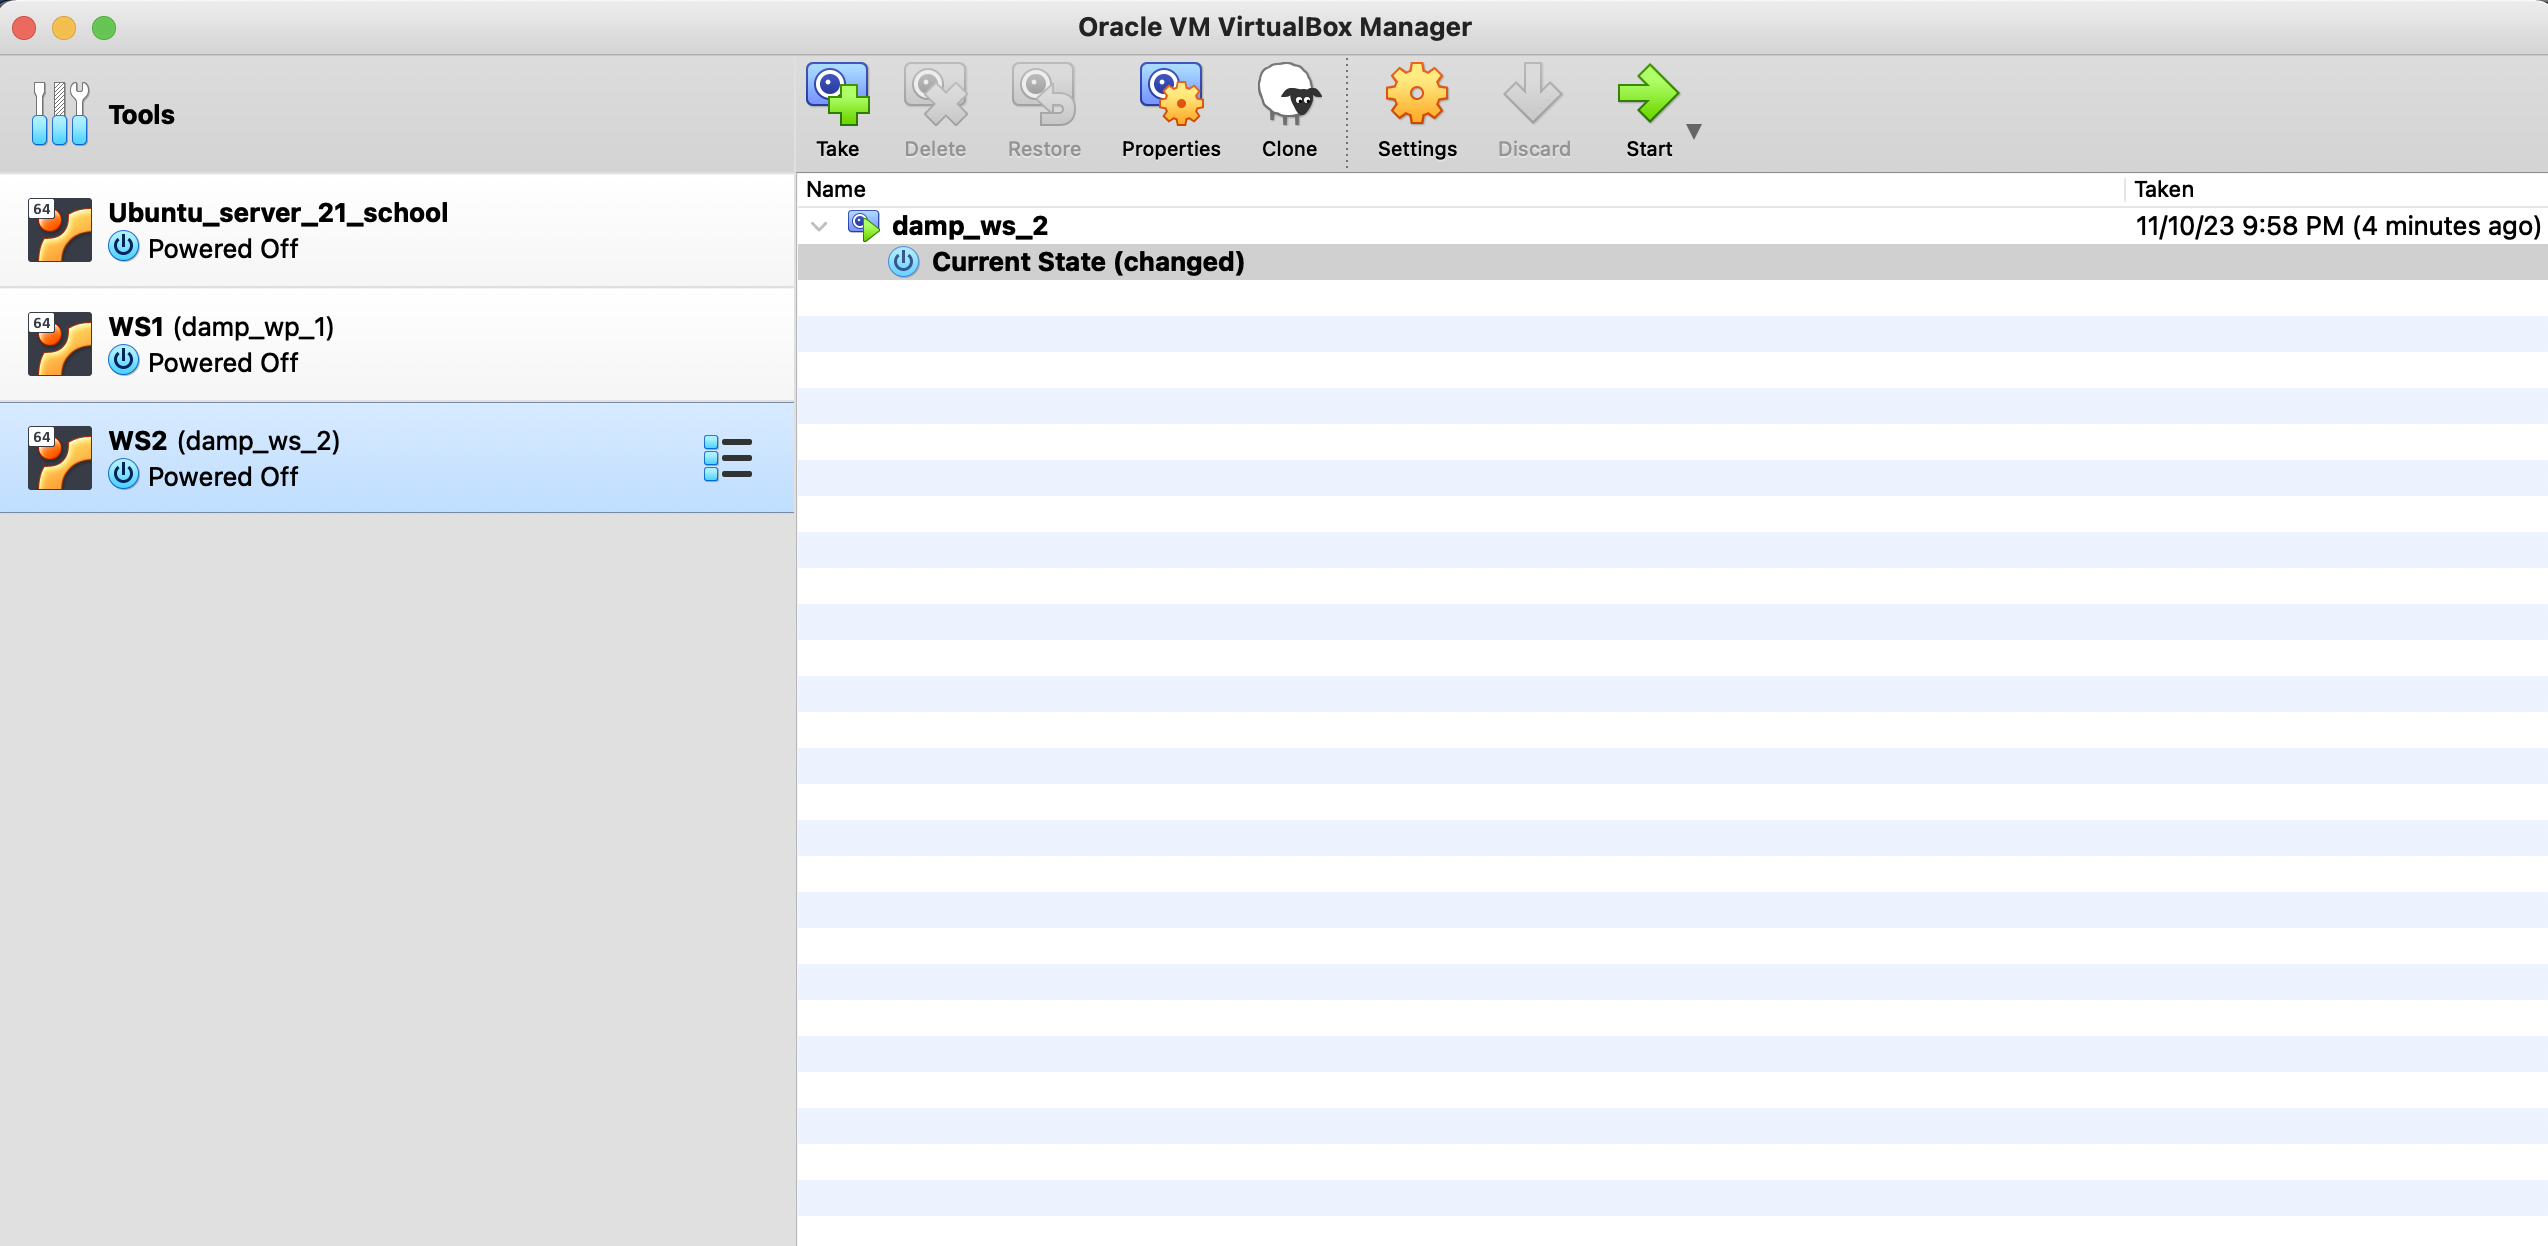 Oracle VM VirtualBox Manager
Tools
Take Delete Restore Properties Clone Settings Discard Start
64 Ubuntu_server_21_school
Powered Off
64 WS1 (damp_wp_1)
Powered Off
64 WS2 (damp_ws_2)
Powered Off
Name Taken
damp_ws_2 11/10/23 9:58 PM (4 minutes ago)
Current State (changed)